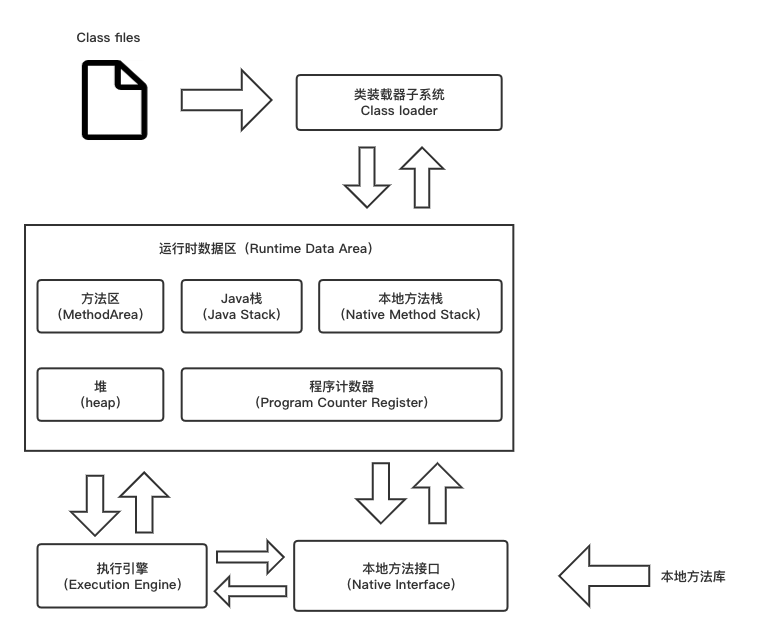 Class files
类装载器子系统
Class loader
运行时数据区（Runtime Data Area）
方法区
（MethodArea）
Java栈
（Java Stack）
本地方法栈
（Native Method Stack）
堆
（heap）
程序计数器
（Program Counter Register）
执行引擎
（Execution Engine）
本地方法接口
（Native Interface）
本地方法库